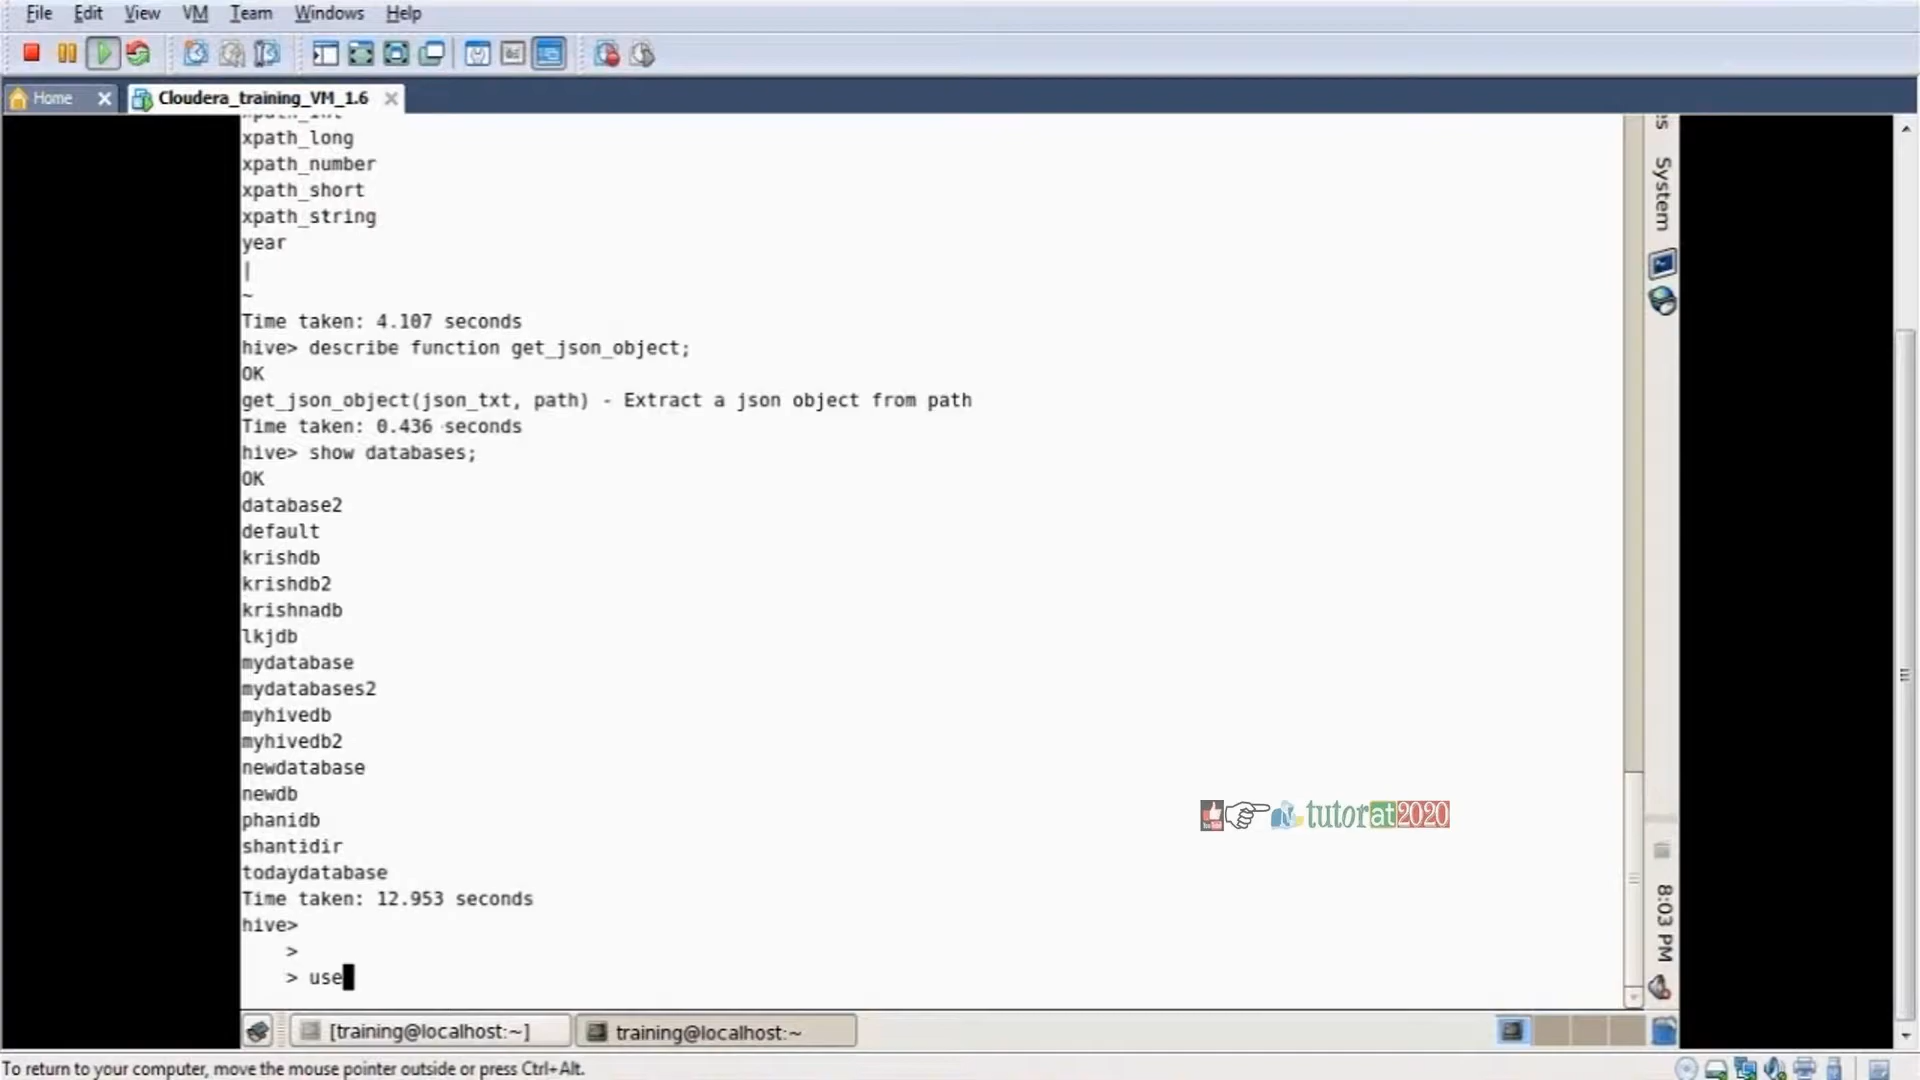 File Edit View VM Team Windows Help
Home
Cloudera_training_VM_1.6
xpath_long
xpath_number
xpath_short
xpath_string
year
|
~
Time taken: 4.107 seconds
hive> describe function get_json_object;
OK
get_json_object(json_txt, path) - Extract a json object from path
Time taken: 0.436 seconds
hive> show databases;
OK
database2
default
krishdb
krishdb2
krishnadb
lkjdb
mydatabase
mydatabases2
myhivedb
myhivedb2
newdatabase
newdb
phanidb
shantidir
todaydatabase
Time taken: 12.953 seconds
hive>
>
> use
System
8:03 PM
tutorat2020
[training@localhost:~]
training@localhost:~
To return to your computer, move the mouse pointer outside or press Ctrl+Alt.